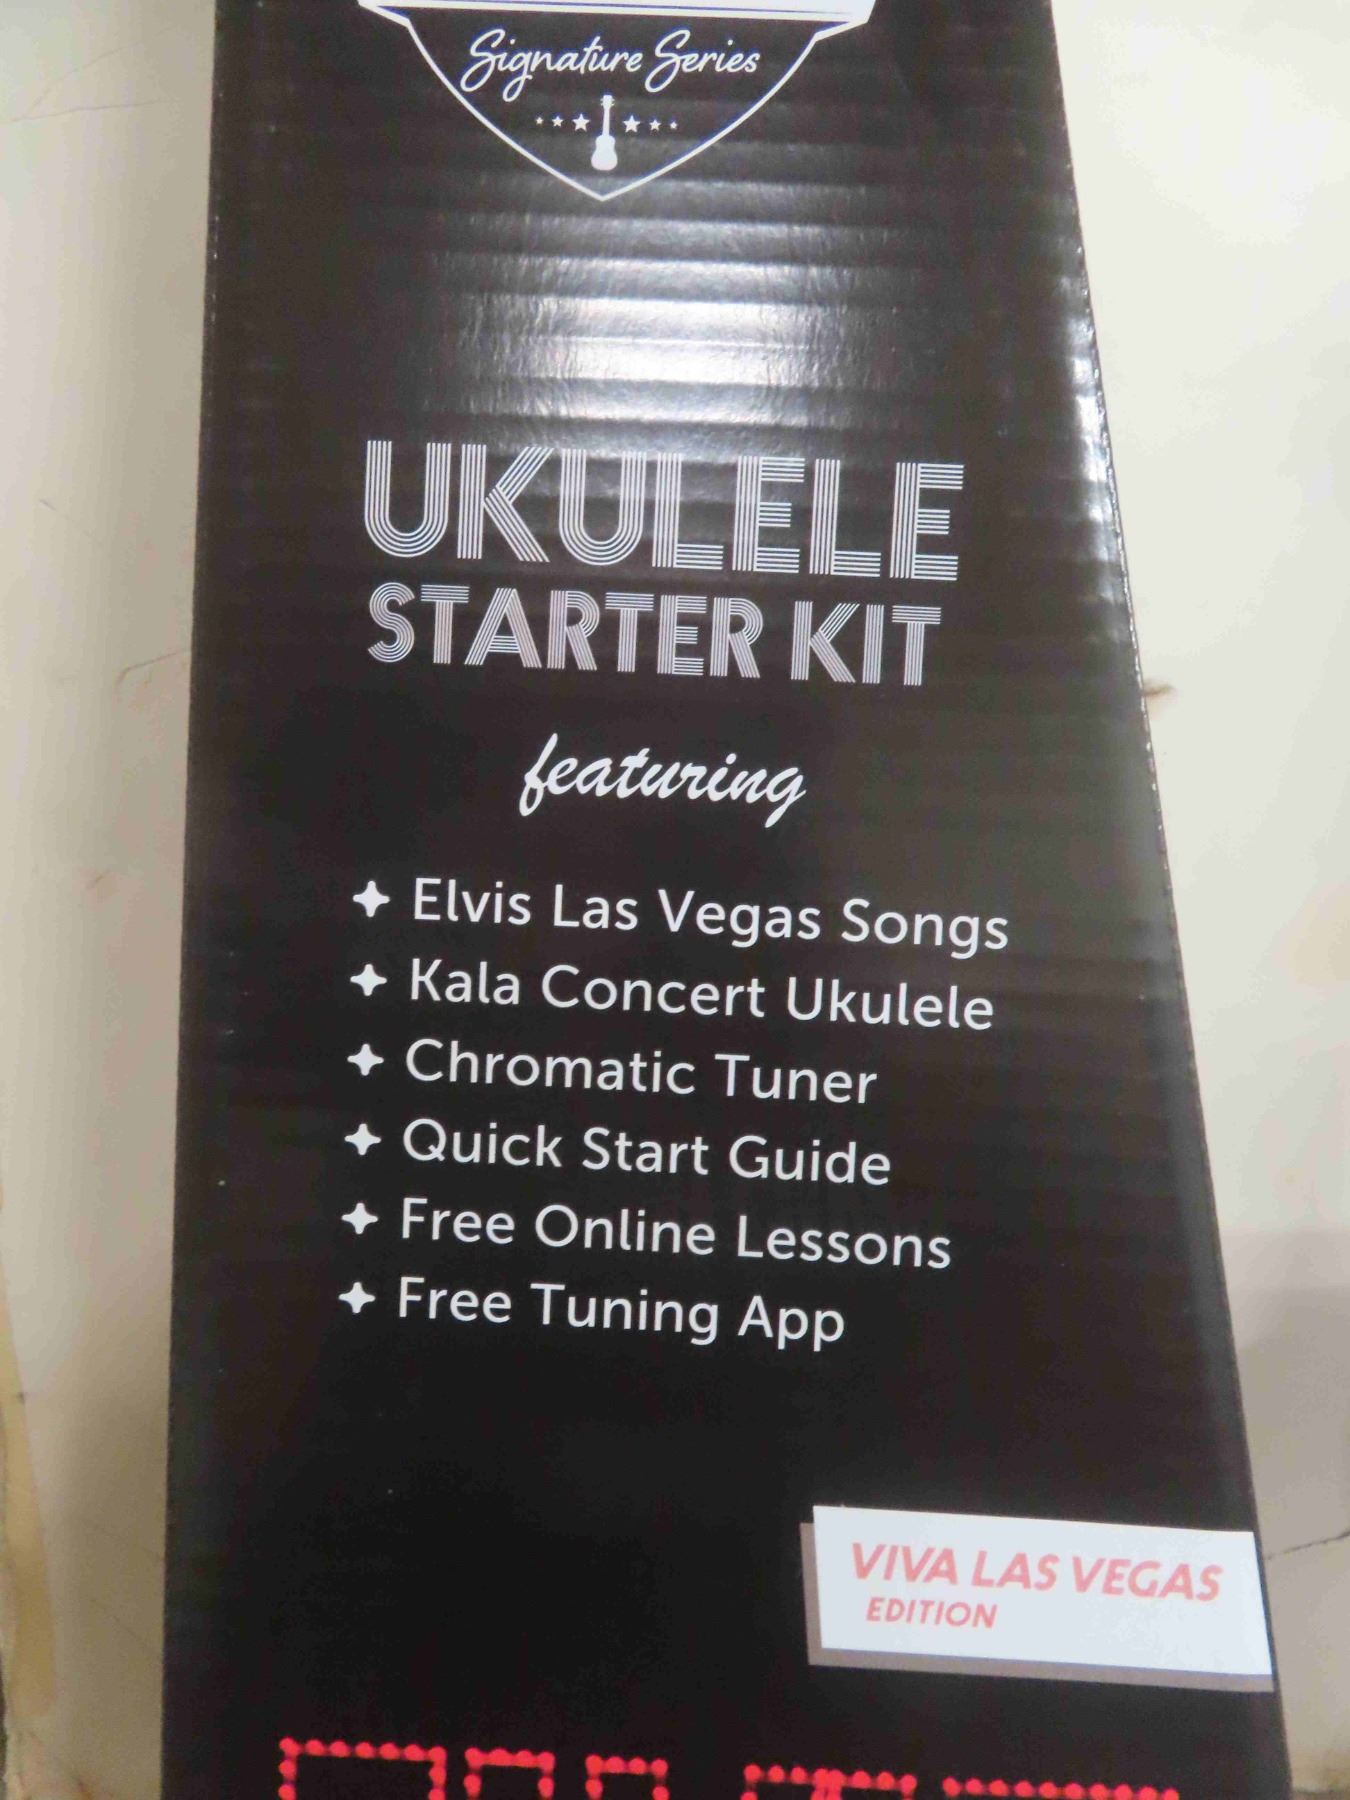 Signature Series
UKULELE
STARTER KIT
featuring
Elvis Las Vegas Songs
Kala Concert Ukulele
Chromatic Tuner
Quick Start Guide
Free Online Lessons
Free Tuning App
VIVA LAS VEGAS
EDITION